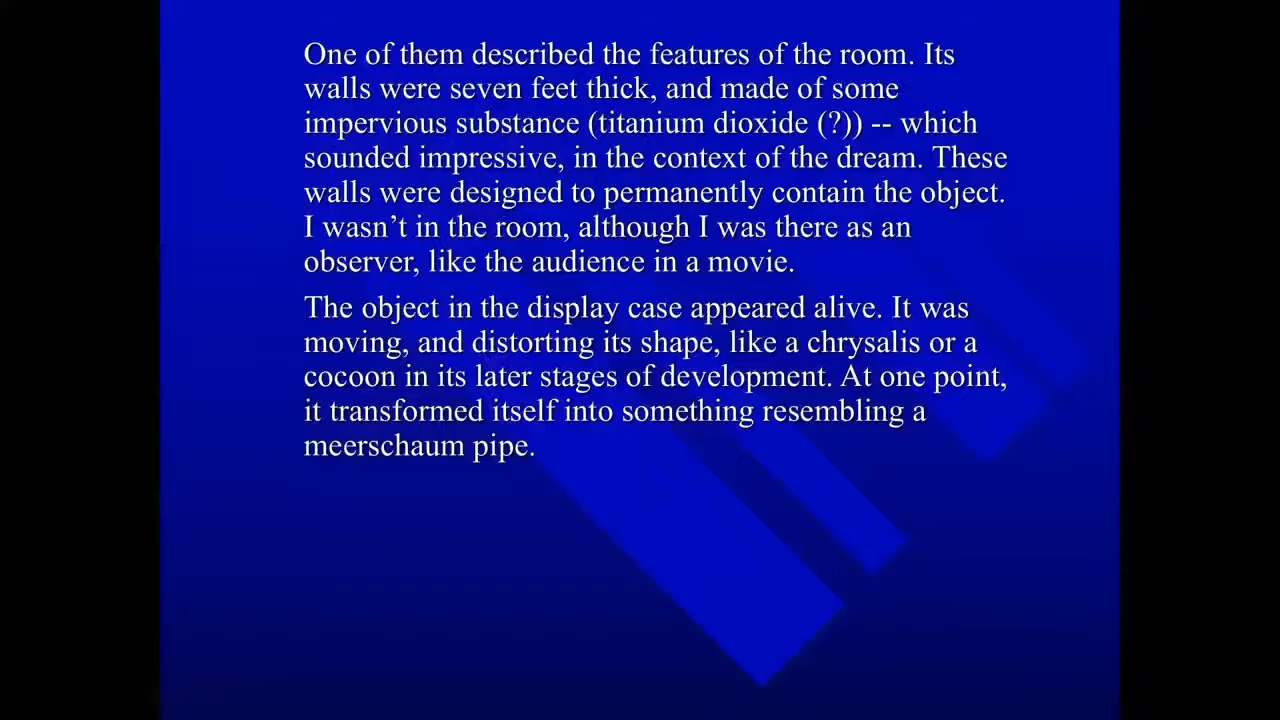 One of them described the features of the room. Its
walls were seven feet thick, and made of some
impervious substance (titanium dioxide (?)) -- which
sounded impressive, in the context of the dream. These
walls were designed to permanently contain the object.
I wasn’t in the room, although I was there as an
observer, like the audience in a movie.
The object in the display case appeared alive. It was
moving, and distorting its shape, like a chrysalis or a
cocoon in its later stages of development. At one point,
it transformed itself into something resembling a
meerschaum pipe.